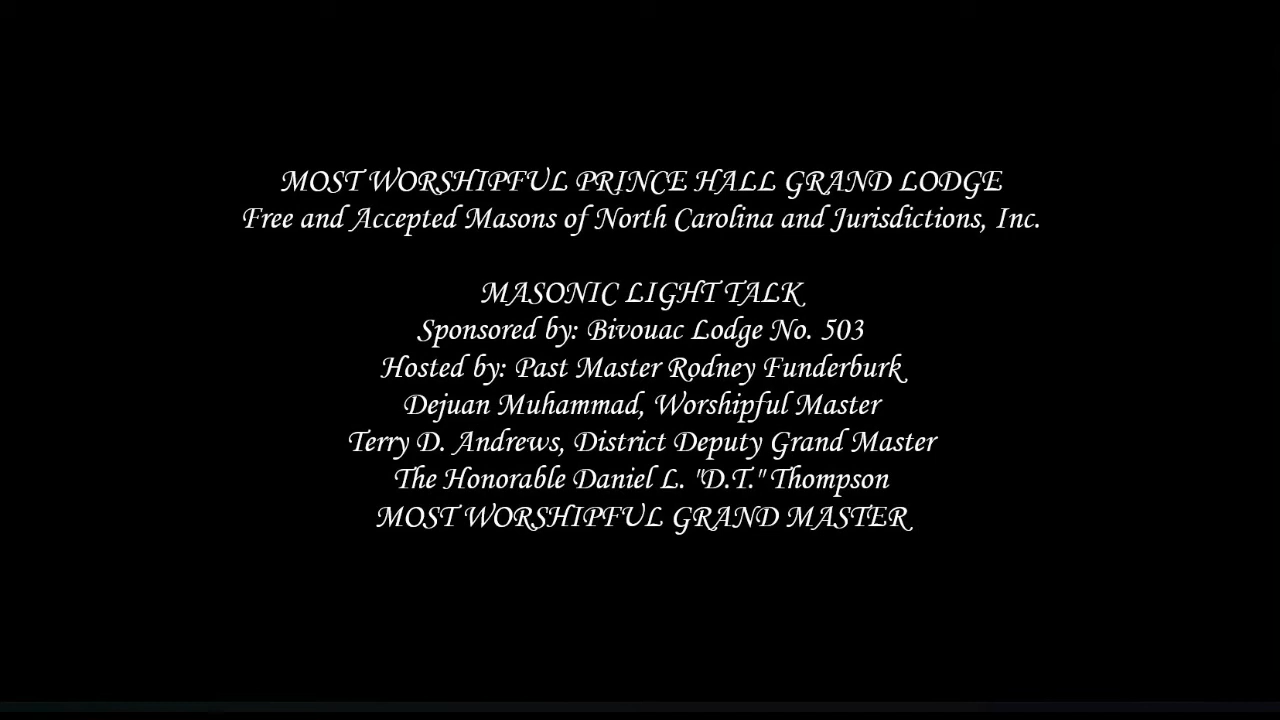 MOST WORSHIPFUL PRINCE HALL GRAND LODGE
Free and Accepted Masons of North Carolina and Jurisdictions, Inc.
MASONIC LIGHT TALK
Sponsored by: Bivouac Lodge No. 503
Hosted by: Past Master Rodney Funderburk
Dejuan Muhammad, Worshipful Master
Terry D. Andrews, District Deputy Grand Master
The Honorable Daniel L. "D.T." Thompson
MOST WORSHIPFUL GRAND MASTER